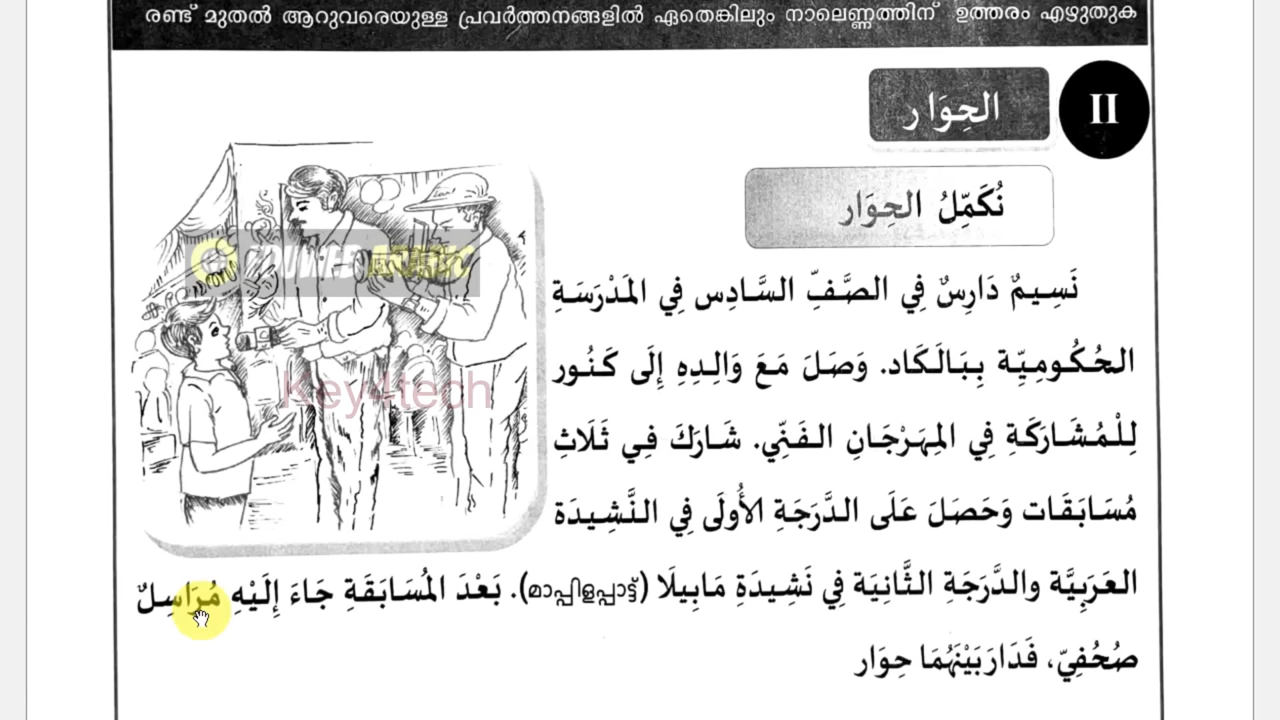 രണ്ട് മുതൽ ആറുവരെയുള്ള പ്രവർത്തനങ്ങളിൽ ഏതെങ്കിലും നാലെണ്ണത്തിന് ഉത്തരം എഴുതുക
II
الحِوَار
نُكَمِّلُ الحِوَار
نَسِيمٌ دَارِسٌ فِي الصَّفِّ السَّادِس فِي المَدْرَسَةِ
الحُكُومِيِّة بِبَالَكَاد. وَصَلَ مَعَ وَالِدِهِ إِلَى كَنُور
لِلْمُشَارَكَةِ فِي المِهَرْجَانِ الفَنِّي. شَارَكَ فِي ثَلَاثِ
مُسَابَقَات وَحَصَلَ عَلَى الدَّرَجَةِ الأُولَى فِي النَّشِيدَة
العَرَبِيَّة والدَّرَجَةِ الثَّانِيَة فِي نَشِيدَةِ مَابِيلَا (മാപ്പിളപ്പാട്ട്). بَعْدَ المُسَابَقَةِ جَاءَ إِلَيْهِ مُرَاسِلٌ
صُحُفِيّ، فَدَارَ بَيْنَهُمَا حِوَار
Key4tech